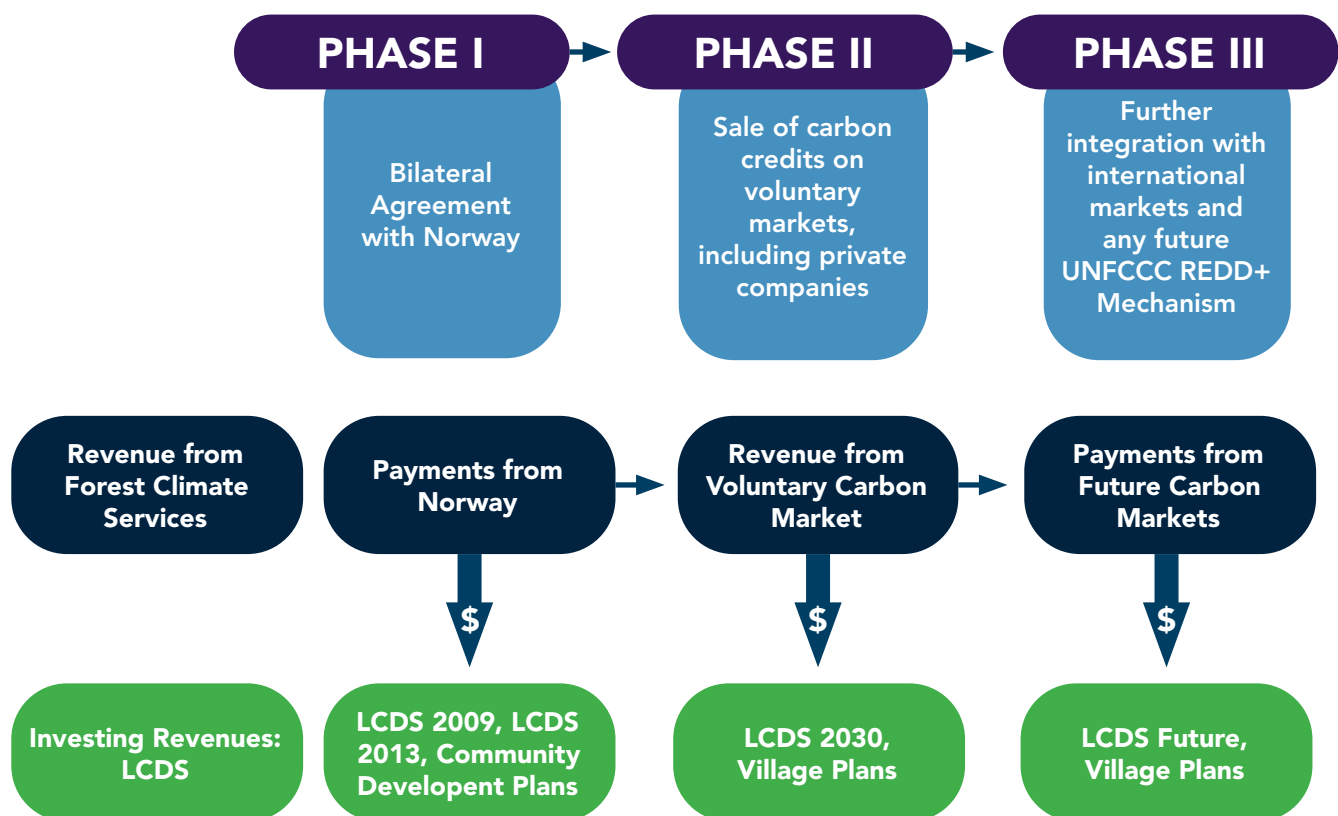 PHASE I
PHASE II
PHASE III
Bilateral
Agreement
with Norway
Sale of carbon
credits on
voluntary
markets,
including private
companies
Further
integration with
international
markets and
any future
UNFCCC REDD+
Mechanism
Revenue from
Forest Climate
Services
Payments from
Norway
Revenue from
Voluntary Carbon
Market
Payments from
Future Carbon
Markets
$
$
$
Investing Revenues:
LCDS
LCDS 2009, LCDS
2013, Community
Developent Plans
LCDS 2030,
Village Plans
LCDS Future,
Village Plans